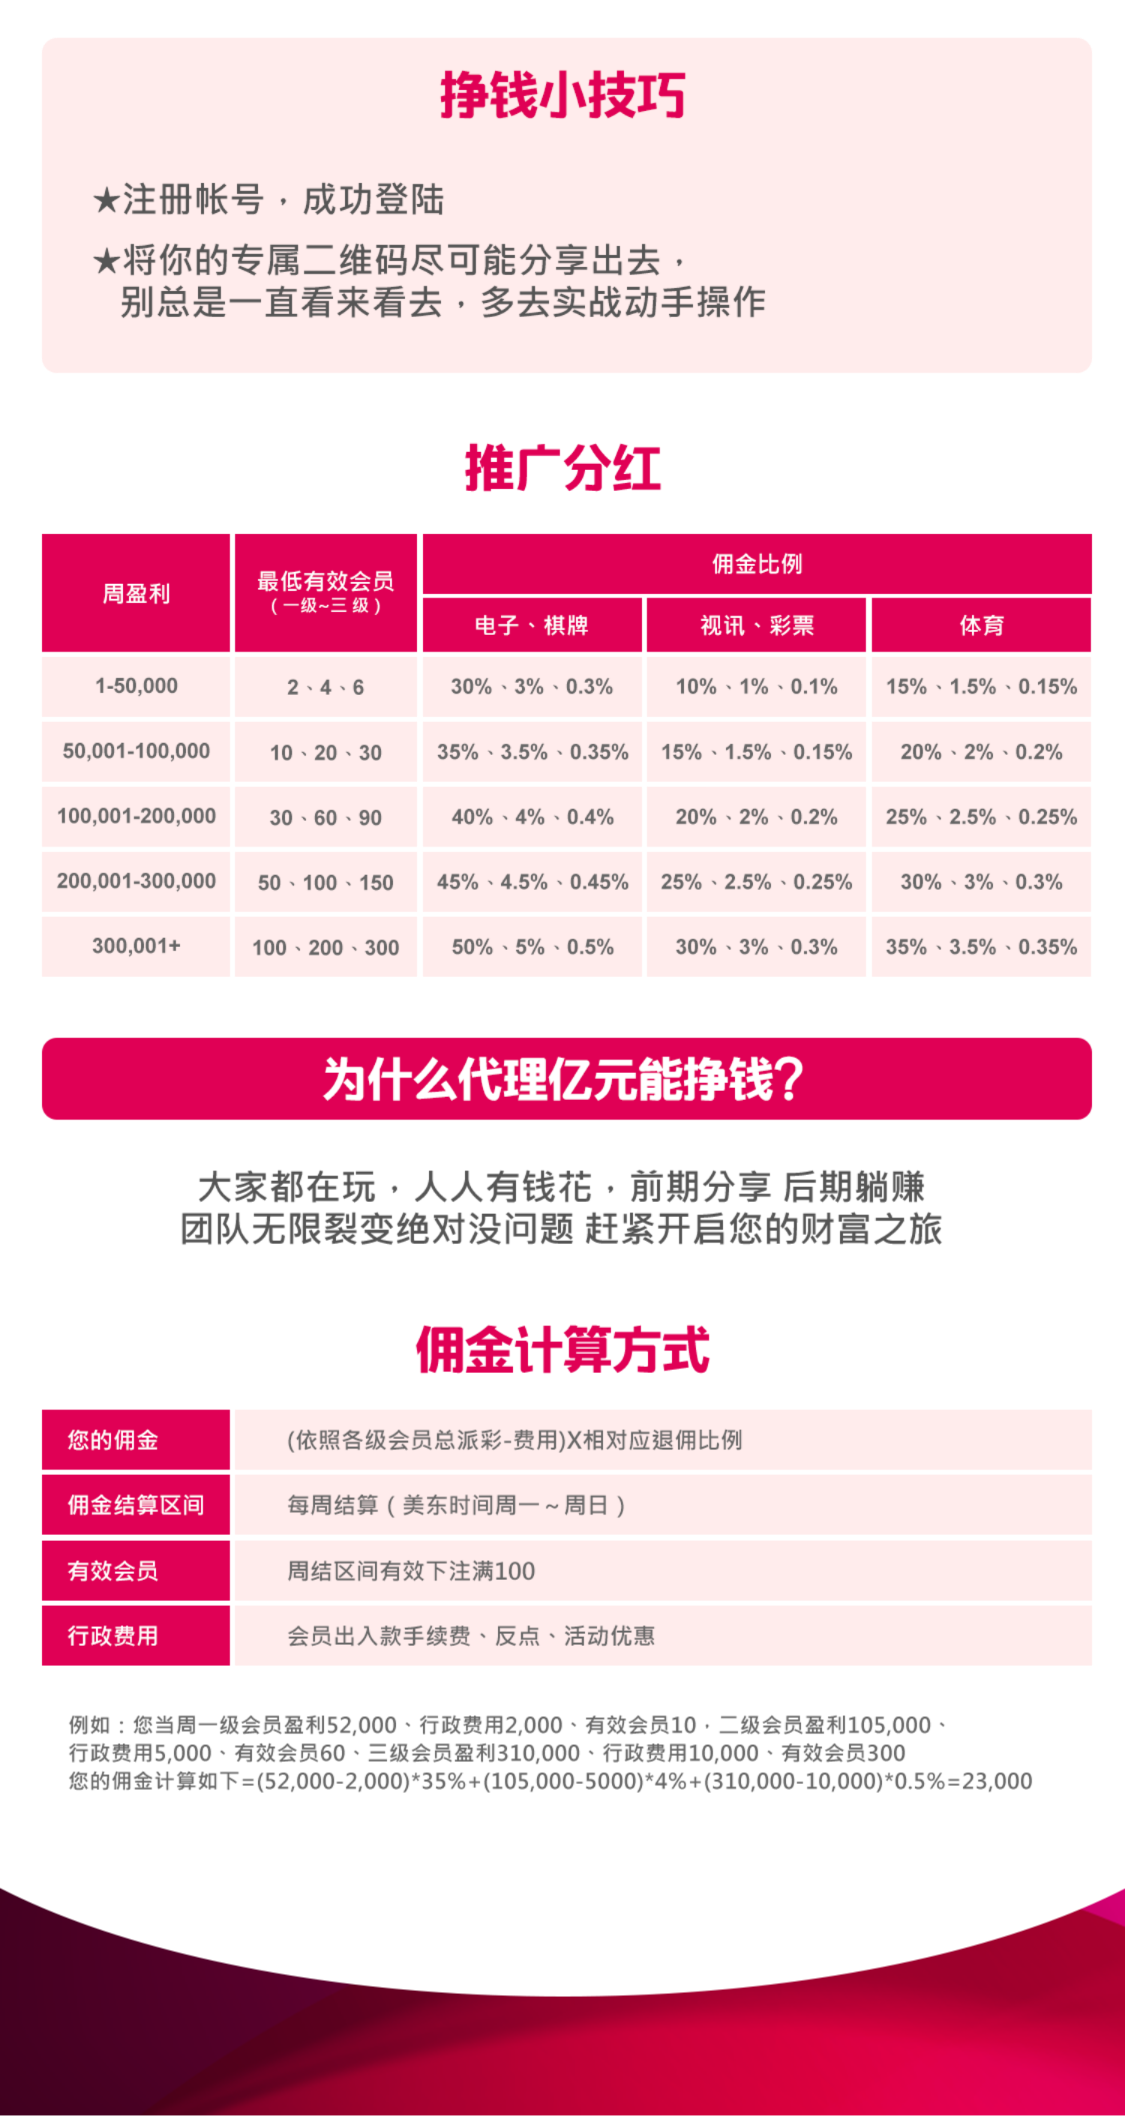 挣钱小技巧
★注册帐号，成功登陆
★将你的专属二维码尽可能分享出去，
别总是一直看来看去，多去实战动手操作
推广分红
周盈利 最低有效会员 佣金比例
(一级~三 级)
电子、棋牌 视讯、彩票 体育
1-50,000 2、4、6 30%、3%、0.3% 10%、1%、0.1% 15%、1.5%、0.15%
50,001-100,000 10、20、30 35%、3.5%、0.35% 15%、1.5%、0.15% 20%、2%、0.2%
100,001-200,000 30、60、90 40%、4%、0.4% 20%、2%、0.2% 25%、2.5%、0.25%
200,001-300,000 50、100、150 45%、4.5%、0.45% 25%、2.5%、0.25% 30%、3%、0.3%
300,001+ 100、200、300 50%、5%、0.5% 30%、3%、0.3% 35%、3.5%、0.35%
为什么代理亿元能挣钱?
大家都在玩，人人有钱花，前期分享 后期躺赚
团队无限裂变绝对没问题 赶紧开启您的财富之旅
佣金计算方式
您的佣金 (依照各级会员总派彩-费用)X相对应退佣比例
佣金结算区间 每周结算 ( 美东时间周一 ~ 周日 )
有效会员 周结区间有效下注满100
行政费用 会员出入款手续费、反点、活动优惠
例如：您当周一级会员盈利52,000、行政费用2,000、有效会员10，二级会员盈利105,000、
行政费用5,000、有效会员60、三级会员盈利310,000、行政费用10,000、有效会员300
您的佣金计算如下=(52,000-2,000)*35%+(105,000-5000)*4%+(310,000-10,000)*0.5%=23,000